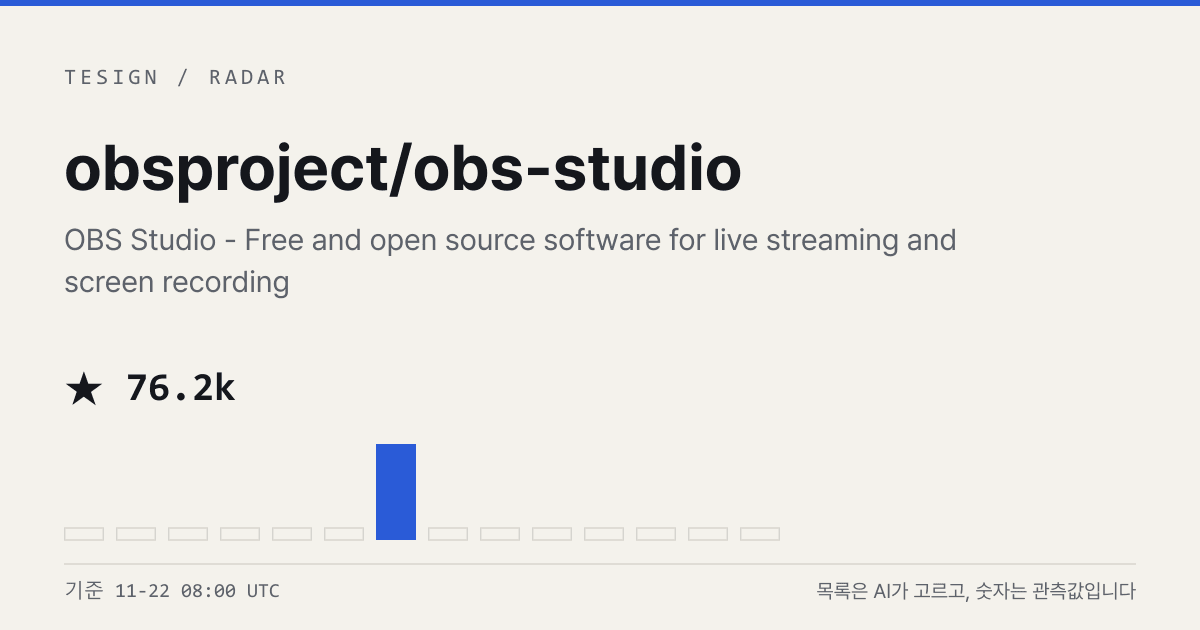 TESIGN / RADAR
obsproject/obs-studio
OBS Studio - Free and open source software for live streaming and
screen recording
★ 76.2k
기준 11-22 08:00 UTC
목록은 AI가 고르고, 숫자는 관측값입니다